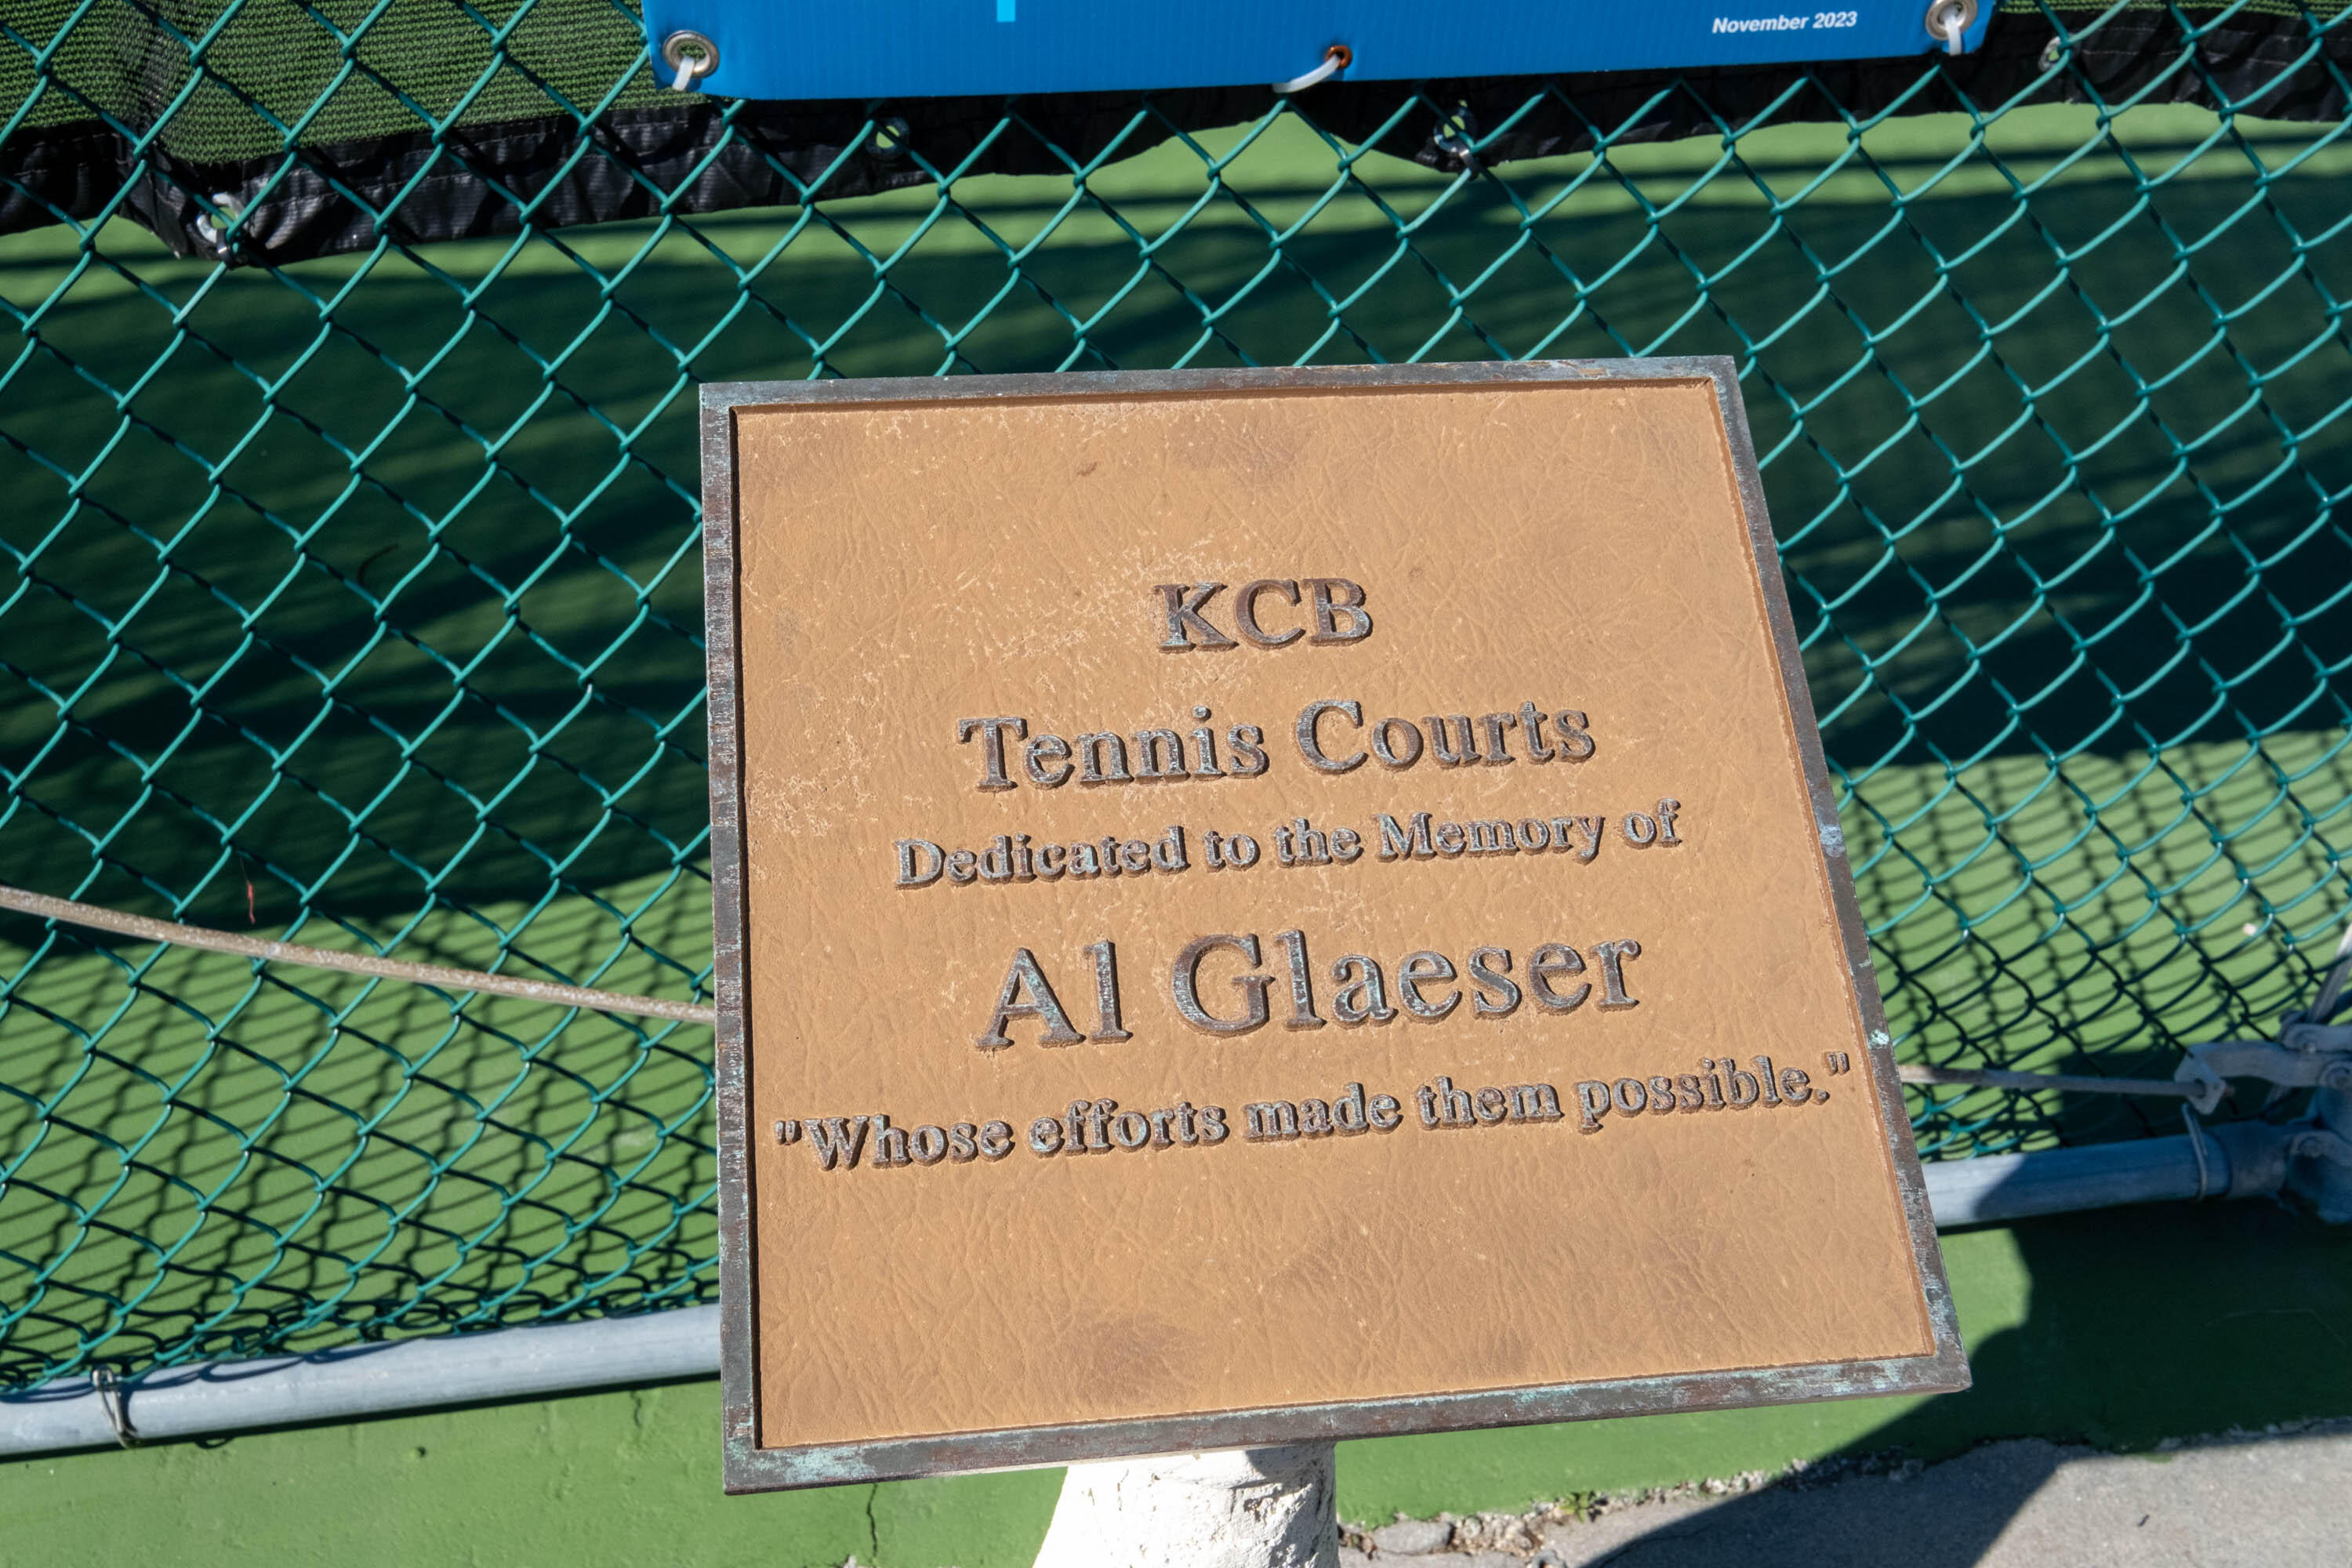 November 2023
KCB
Tennis Courts
Dedicated to the Memory of
Al Glaeser
"Whose efforts made them possible."